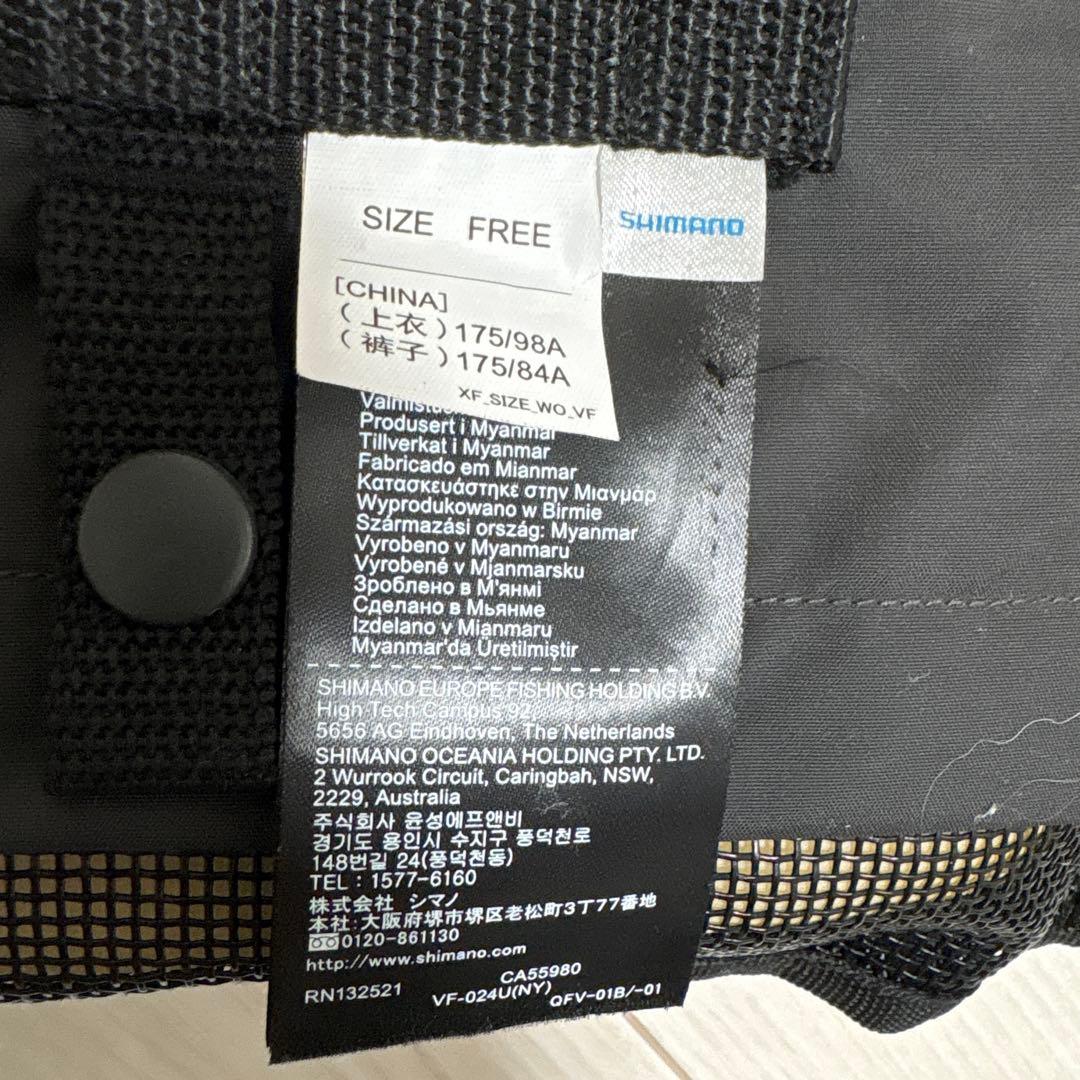 SIZE FREE
SHIMANO
[CHINA]
(上衣) 175/98A
(裤子) 175/84A
XF_SIZE_WO_VF
Produsert i Myanmar
Tillverkat i Myanmar
Fabricado em Mianmar
Κατασκευάστηκε στην Μιανμάρ
Wyprodukowano w Birmie
Származási ország: Myanmar
Vyrobeno v Myanmaru
Vyrobené v Mjanmarsku
Зроблено в М'янмі
Сделано в Мьянме
Izdelano v Mianmaru
Myanmar'da Üretilmiştir
SHIMANO EUROPE FISHING HOLDING B.V.
High Tech Campus 92
5656 AG Eindhoven, The Netherlands
SHIMANO OCEANIA HOLDING PTY. LTD.
2 Wurrook Circuit, Caringbah, NSW,
2229, Australia
주식회사 윤성에프앤비
경기도 용인시 수지구 풍덕천로
148번길 24(풍덕천동)
TEL : 1577-6160
株式会社 シマノ
本社:大阪府堺市堺区老松町3丁77番地
0120-861130
http://www.shimano.com
RN132521
CA55980
VF-024U(NY)
QFV-01B/-01